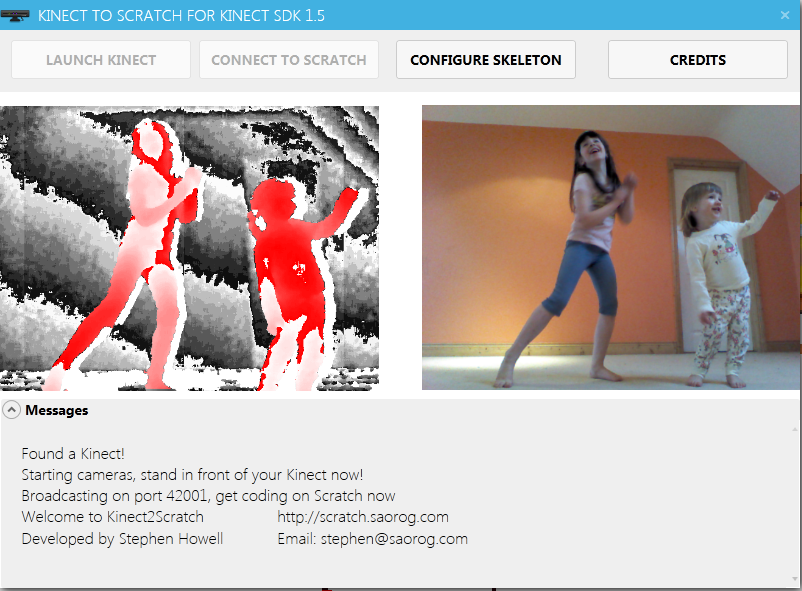 KINECT TO SCRATCH FOR KINECT SDK 1.5
LAUNCH KINECT CONNECT TO SCRATCH CONFIGURE SKELETON CREDITS
Messages
Found a Kinect!
Starting cameras, stand in front of your Kinect now!
Broadcasting on port 42001, get coding on Scratch now
Welcome to Kinect2Scratch http://scratch.saorog.com
Developed by Stephen Howell Email: stephen@saorog.com